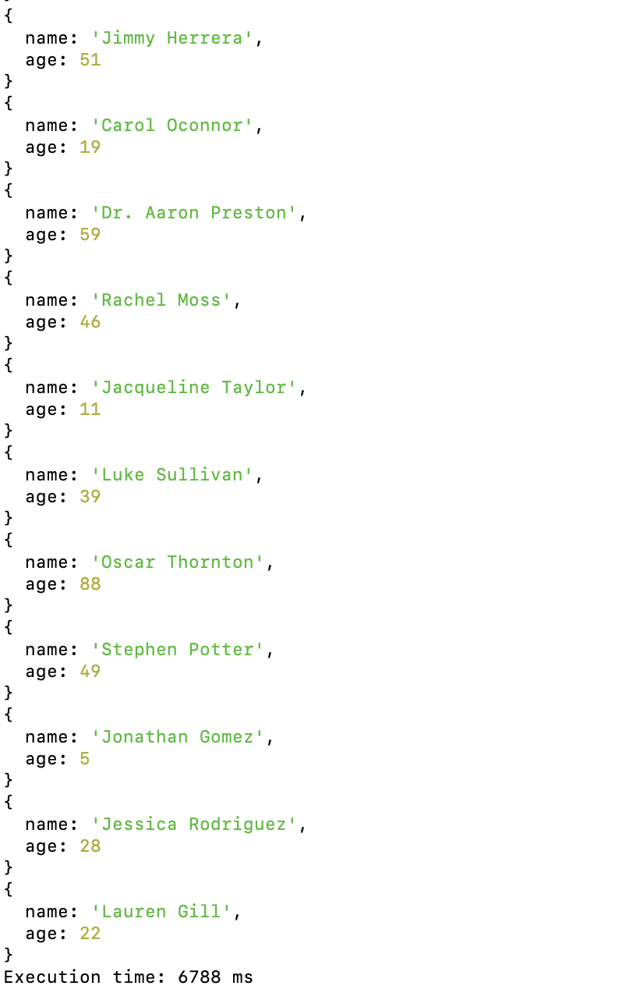 }
{
  name: 'Jimmy Herrera',
  age: 51
}
{
  name: 'Carol Oconnor',
  age: 19
}
{
  name: 'Dr. Aaron Preston',
  age: 59
}
{
  name: 'Rachel Moss',
  age: 46
}
{
  name: 'Jacqueline Taylor',
  age: 11
}
{
  name: 'Luke Sullivan',
  age: 39
}
{
  name: 'Oscar Thornton',
  age: 88
}
{
  name: 'Stephen Potter',
  age: 49
}
{
  name: 'Jonathan Gomez',
  age: 5
}
{
  name: 'Jessica Rodriguez',
  age: 28
}
{
  name: 'Lauren Gill',
  age: 22
}
Execution time: 6788 ms